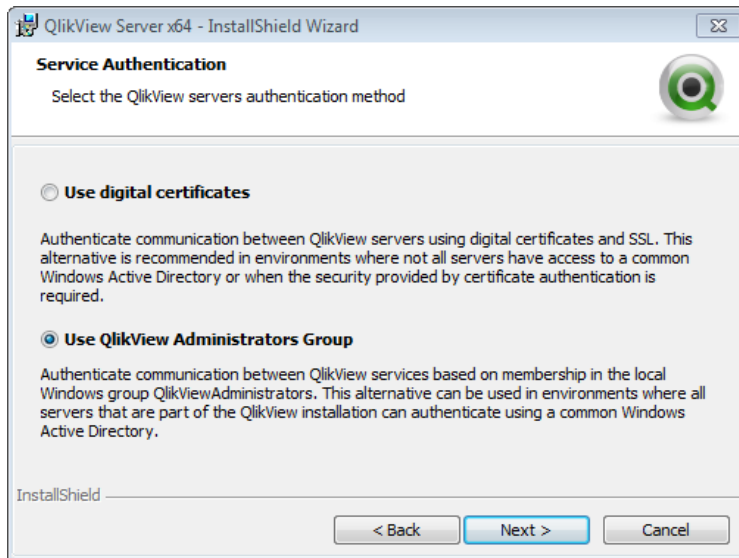 QlikView Server x64 - InstallShield Wizard
Service Authentication
Select the QlikView servers authentication method
Use digital certificates
Authenticate communication between QlikView servers using digital certificates and SSL. This
alternative is recommended in environments where not all servers have access to a common
Windows Active Directory or when the security provided by certificate authentication is
required.
Use QlikView Administrators Group
Authenticate communication between QlikView services based on membership in the local
Windows group QlikViewAdministrators. This alternative can be used in environments where all
servers that are part of the QlikView installation can authenticate using a common Windows
Active Directory.
InstallShield
< Back Next > Cancel